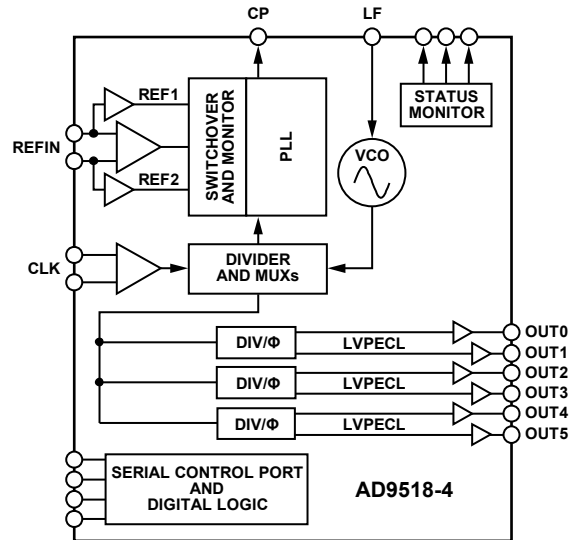 CP
LF
REF1
STATUS
MONITOR
REFIN
SWITCHOVER
AND MONITOR
PLL
VCO
REF2
CLK
DIVIDER
AND MUXs
DIV/Φ
LVPECL
OUT0
OUT1
DIV/Φ
LVPECL
OUT2
OUT3
DIV/Φ
LVPECL
OUT4
OUT5
SERIAL CONTROL PORT
AND
DIGITAL LOGIC
AD9518-4